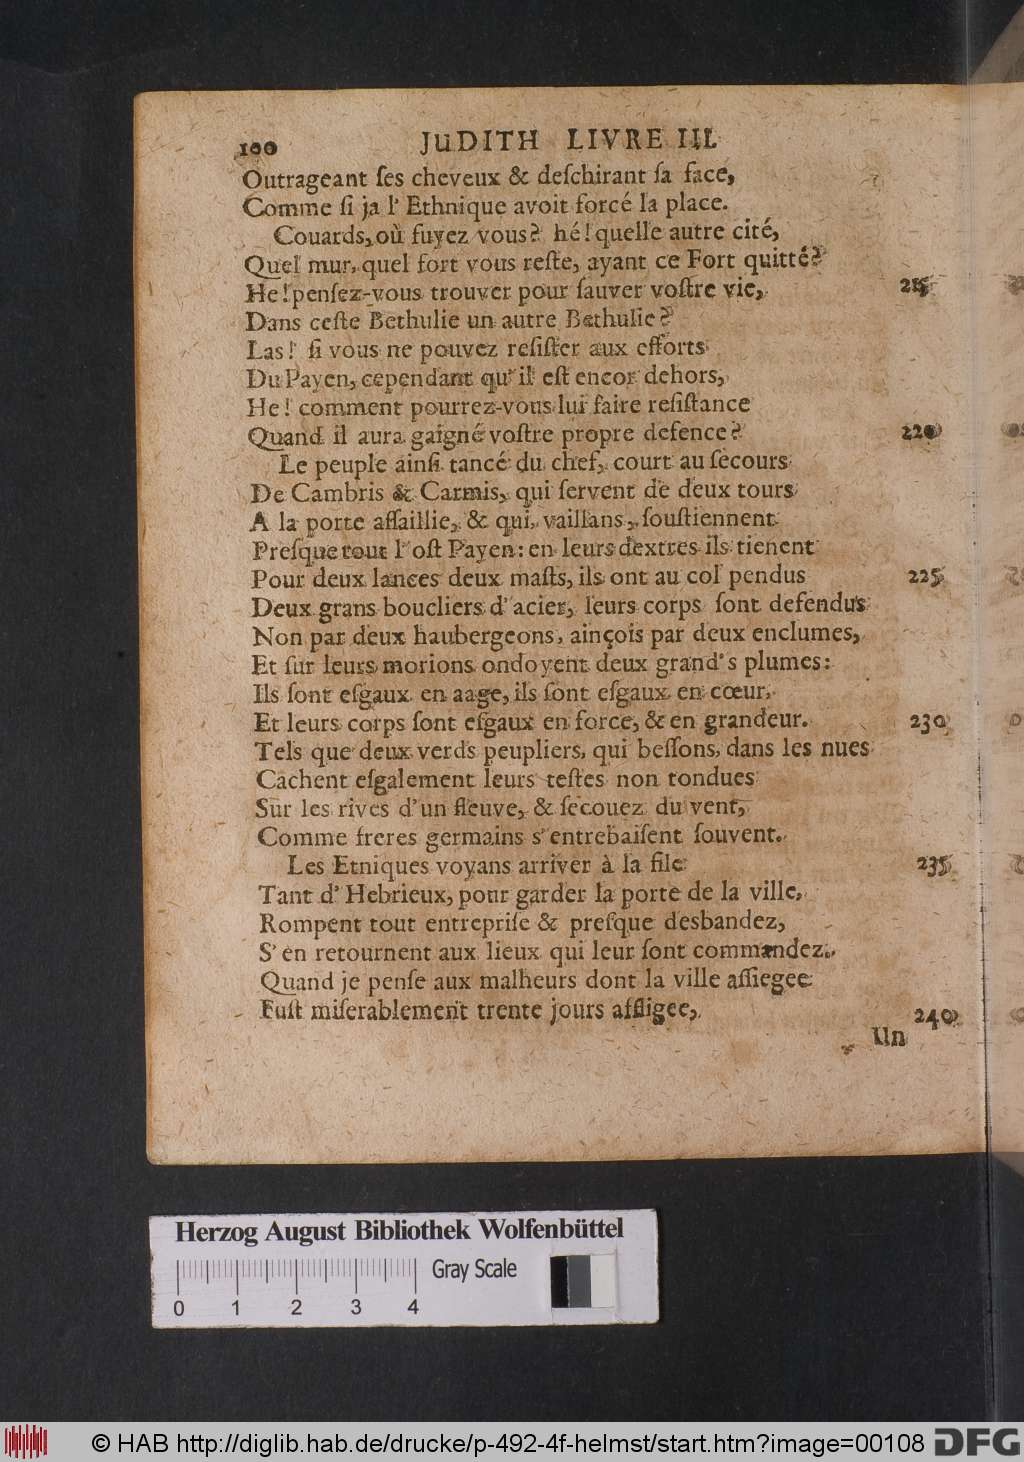 100 JUDITH LIVRE III
Outrageant ſes cheveux & deſchirant ſa face,
Comme ſi ja l' Ethnique avoit forcé la place.
Couards, où fuyez vous? hé! quelle autre cité,
Quel mur, quel fort vous reſte, ayant ce Fort quitté?
He! penſez-vous trouver pour ſauver voſtre vie, 215
Dans ceſte Bethulie un autre Bethulie?
Las! ſi vous ne pouvez reſiſter aux efforts
Du Payen, cependant qu' il eſt encor dehors,
He! comment pourrez-vous lui faire reſiſtance
Quand il aura gaigné voſtre propre defence? 220
Le peuple ainſi tancé du chef, court au ſecours
De Cambris & Carmis, qui ſervent de deux tours
A la porte aſſaillie, & qui, vaillans, ſouſtiennent
Preſque tout l' oſt Payen: en leurs dextres ils tienent
Pour deux lances deux maſts, ils ont au col pendus 225
Deux grans boucliers d' acier, leurs corps ſont defendus
Non par deux haubergeons, ainçois par deux enclumes,
Et ſur leurs morions ondoyent deux grand's plumes:
Ils ſont eſgaux en aage, ils ſont eſgaux en cœur,
Et leurs corps ſont eſgaux en force, & en grandeur. 230
Tels que deux verds peupliers, qui beſſons, dans les nues
Cachent eſgalement leurs teſtes non tondues
Sur les rives d'un fleuve, & ſecouez du vent,
Comme freres germains s' entrebaiſent ſouvent.
Les Etniques voyans arriver à la file 235
Tant d' Hebrieux, pour garder la porte de la ville,
Rompent tout entrepriſe & preſque desbandez,
S' en retournent aux lieux qui leur ſont commandez.
Quand je penſe aux malheurs dont la ville aſſiegee
Fuſt miſerablement trente jours affligee, 240
Un
Herzog August Bibliothek Wolfenbüttel
Gray Scale
0 1 2 3 4
© HAB http://diglib.hab.de/drucke/p-492-4f-helmst/start.htm?image=00108 DFG